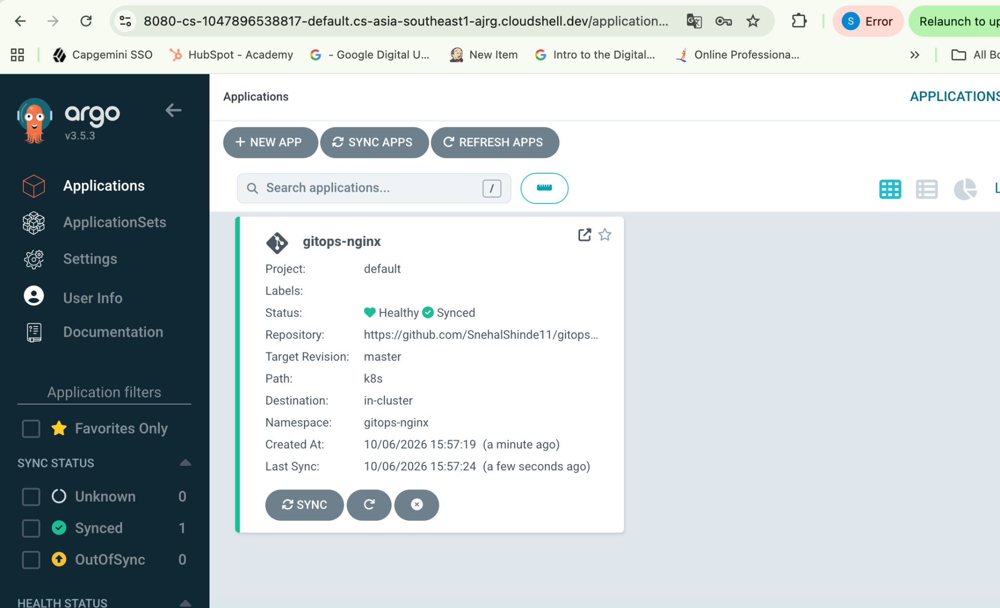 8080-cs-1047896538817-default.cs-asia-southeast1-ajrg.cloudshell.dev/application...
S Error
Relaunch to up
Capgemini SSO
HubSpot - Academy
- Google Digital U...
New Item
Intro to the Digital...
Online Professiona...
All Bo
argo
v3.5.3
Applications
ApplicationSets
Settings
User Info
Documentation
Application filters
Favorites Only
SYNC STATUS
Unknown 0
Synced 1
OutOfSync 0
HEALTH STATUS
Applications
APPLICATIONS
NEW APP
SYNC APPS
REFRESH APPS
Search applications... /
gitops-nginx
Project: default
Labels:
Status: Healthy Synced
Repository: https://github.com/SnehalShinde11/gitops...
Target Revision: master
Path: k8s
Destination: in-cluster
Namespace: gitops-nginx
Created At: 10/06/2026 15:57:19 (a minute ago)
Last Sync: 10/06/2026 15:57:24 (a few seconds ago)
SYNC